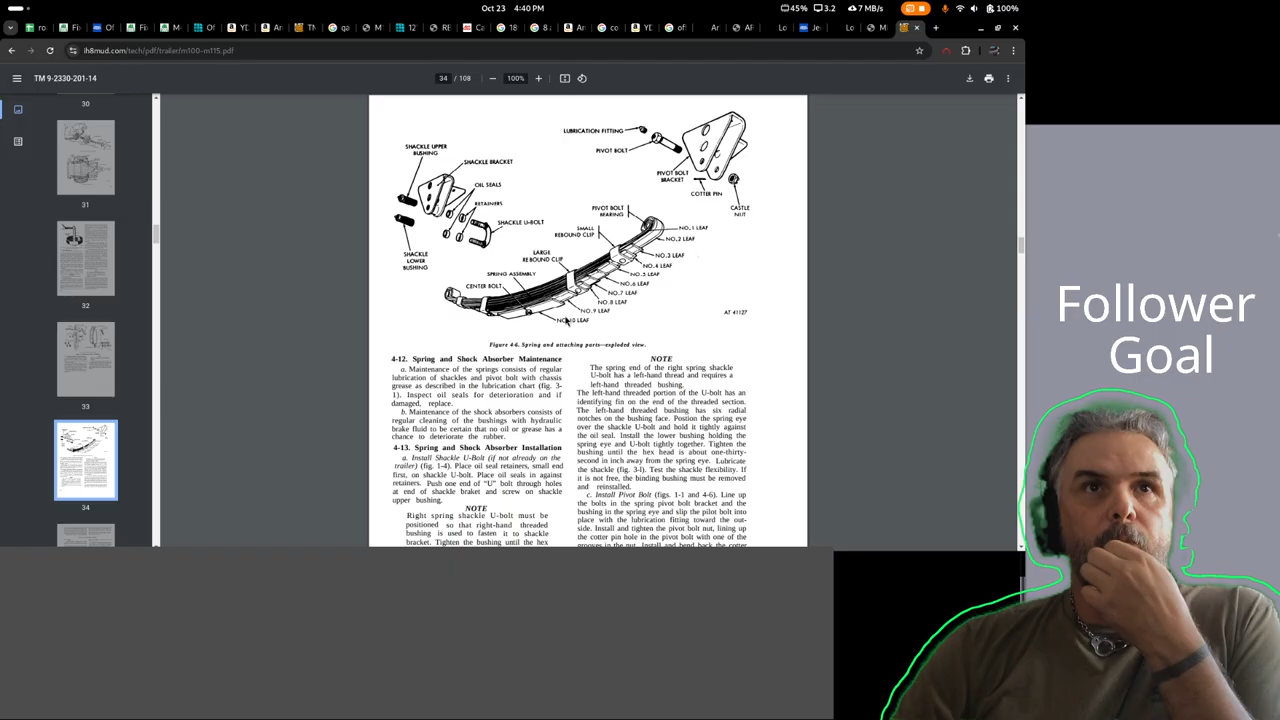 Oct 23 4:40 PM
45% 3.2 7 MB/s 100%
ih8mud.com/tech/pdf/trailer/m100-m115.pdf
TM 9-2330-201-14
34 / 108
100%
30
31
32
33
34
LUBRICATION FITTING
PIVOT BOLT
PIVOT BOLT
BRACKET
COTTER PIN
CASTLE
NUT
SHACKLE UPPER
BUSHING
SHACKLE BRACKET
OIL SEALS
RETAINERS
SHACKLE U-BOLT
SHACKLE
LOWER
BUSHING
PIVOT BOLT
BEARING
SMALL
REBOUND CLIP
LARGE
REBOUND CLIP
SPRING ASSEMBLY
CENTER BOLT
NO.1 LEAF
NO.2 LEAF
NO.3 LEAF
NO.4 LEAF
NO.5 LEAF
NO.6 LEAF
NO.7 LEAF
NO.8 LEAF
NO.9 LEAF
NO.10 LEAF
AT 41127
Figure 4-6. Spring and attaching parts—exploded view.
4-12. Spring and Shock Absorber Maintenance
a. Maintenance of the springs consists of regular
lubrication of shackles and pivot bolt with chassis
grease as described in the lubrication chart (fig. 3-
1). Inspect oil seals for deterioration and if
damaged, replace.
b. Maintenance of the shock absorbers consists of
regular cleaning of the bushings with hydraulic
brake fluid to be certain that no oil or grease has a
chance to deteriorate the rubber.
4-13. Spring and Shock Absorber Installation
a. Install Shackle U-Bolt (if not already on the
trailer) (fig. 1-4). Place oil seal retainers, small end
first, on shackle U-bolt. Place oil seals in against
retainers. Push one end of "U" bolt through holes
at end of shackle braket and screw on shackle
upper bushing.
NOTE
Right spring shackle U-bolt must be
positioned so that right-hand threaded
bushing is used to fasten it to shackle
bracket. Tighten the bushing until the hex
NOTE
The spring end of the right spring shackle
U-bolt has a left-hand thread and requires a
left-hand threaded bushing.
The left-hand threaded portion of the U-bolt has an
identifying fin on the end of the threaded section.
The left-hand threaded bushing has six radial
notches on the bushing face. Postion the spring eye
over the shackle U-bolt and hold it tightly against
the oil seal. Install the lower bushing holding the
spring eye and U-bolt tightly together. Tighten the
bushing until the hex head is about one-thirty-
second in inch away from the spring eye. Lubricate
the shackle (fig. 3-l). Test the shackle flexibility. If
it is not free, the binding bushing must be removed
and reinstalled.
c. Install Pivot Bolt (figs. 1-1 and 4-6). Line up
the bolts in the spring pivot bolt bracket and the
bushing in the spring eye and slip the pilot bolt into
place with the lubrication fitting toward the out-
side. Install and tighten the pivot bolt nut, lining up
the cotter pin hole in the pivot bolt with one of the
grooves in the nut. Install and bend back the cotter
Follower
Goal